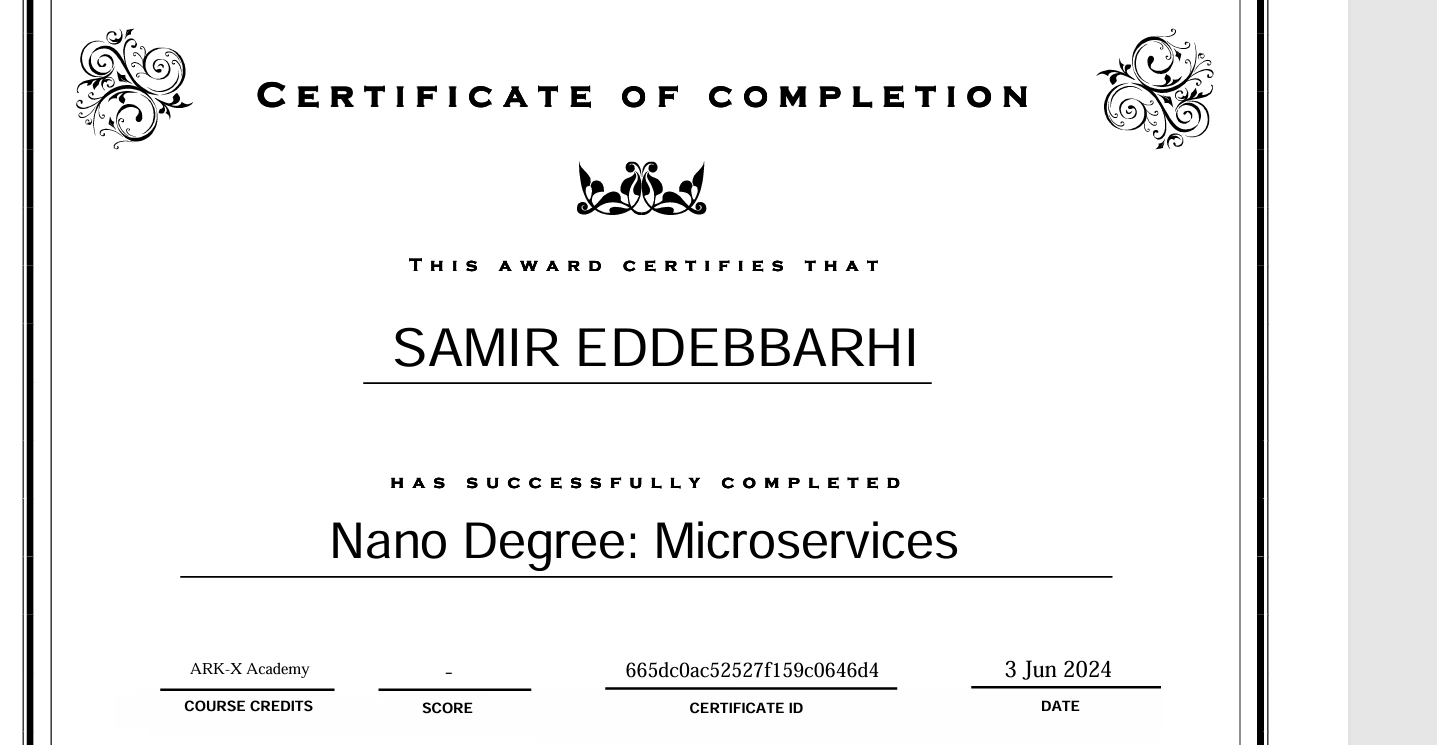 CERTIFICATE OF COMPLETION
THIS AWARD CERTIFIES THAT
SAMIR EDDEBBARHI
HAS SUCCESSFULLY COMPLETED
Nano Degree: Microservices
ARK-X Academy - 665dc0ac52527f159c0646d4 3 Jun 2024
COURSE CREDITS SCORE CERTIFICATE ID DATE